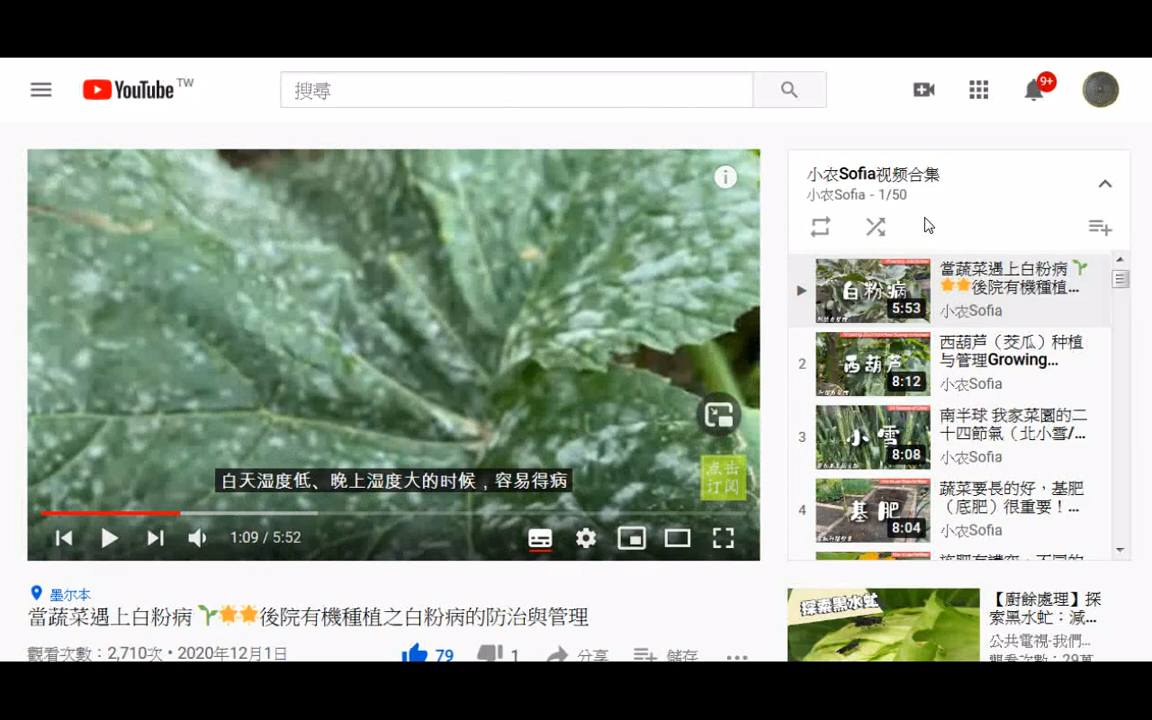 YouTube TW
搜尋
9+
白天湿度低、晚上湿度大的时候，容易得病
点击
订阅
1:09 / 5:52
墨尔本
當蔬菜遇上白粉病🌱🌟🌟後院有機種植之白粉病的防治與管理
觀看次數：2,710次 • 2020年12月1日
79
1
分享
儲存
小农Sofia视频合集
小农Sofia - 1/50
白粉病
5:53
當蔬菜遇上白粉病🌱
🌟🌟後院有機種植...
小农Sofia
2
西葫芦
8:12
西葫芦（茭瓜）种植
与管理Growing...
小农Sofia
3
小雪
8:08
南半球 我家菜園的二
十四節氣（北小雪/...
小农Sofia
4
基肥
8:04
蔬菜要長的好，基肥
（底肥）很重要！...
小农Sofia
探索黑水虻
【廚餘處理】探
索黑水虻：減...
公共電視-我們...
觀看次數：29萬